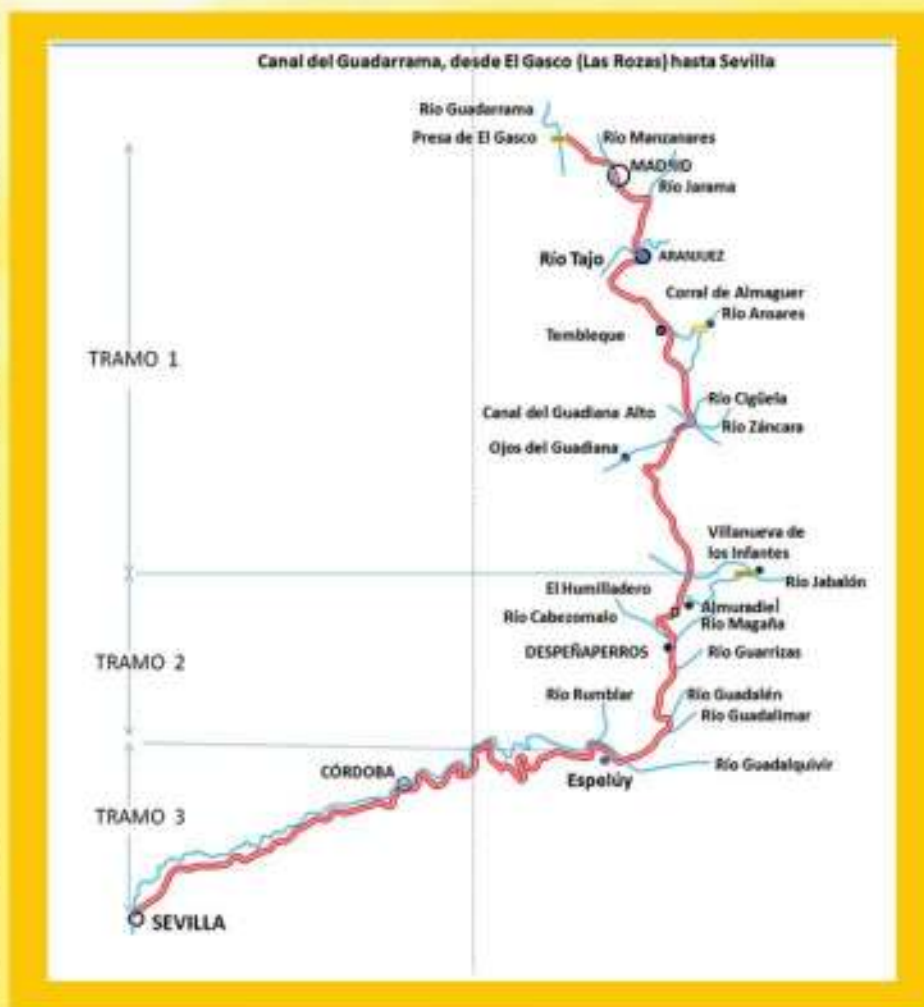 Canal del Guadarrama, desde El Gasco (Las Rozas) hasta Sevilla
Río Guadarrama
Presa de El Gasco
Río Manzanares
MADRID
Río Jarama
Río Tajo
ARANJUEZ
Corral de Almaguer
Río Ansares
Tembleque
TRAMO 1
Río Cigüela
Canal del Guadiana Alto
Río Záncara
Ojos del Guadiana
Villanueva de
los Infantes
El Humilladero
Río Jabalón
Almuradiel
Río Cabezomalo
Río Magaña
DESPEÑAPERROS
Río Guarrizas
TRAMO 2
Río Rumblar
Río Guadalén
Río Guadalimar
CÓRDOBA
Espelúy
Río Guadalquivir
TRAMO 3
SEVILLA